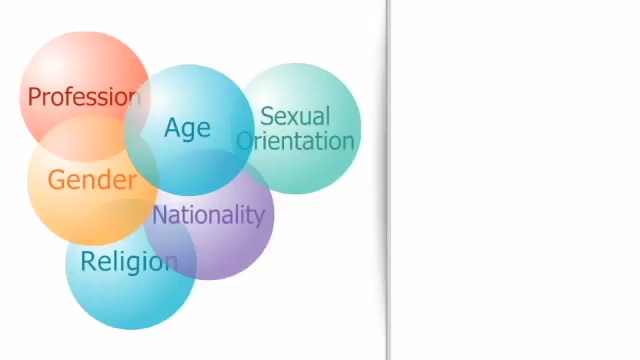 Profession
Age
Sexual
Orientation
Gender
Nationality
Religion